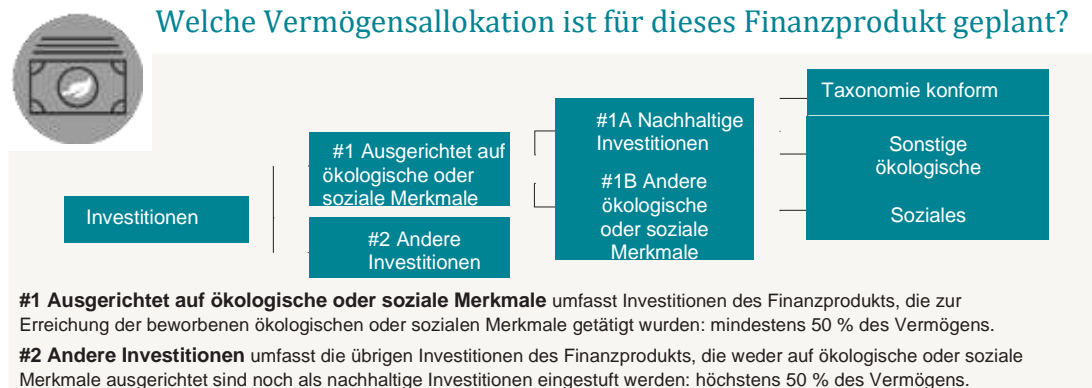 Welche Vermögensallokation ist für dieses Finanzprodukt geplant?
Investitionen
#1 Ausgerichtet auf
ökologische oder
soziale Merkmale
#2 Andere
Investitionen
#1A Nachhaltige
Investitionen
#1B Andere
ökologische
oder soziale
Merkmale
Taxonomie konform
Sonstige
ökologische
Soziales
#1 Ausgerichtet auf ökologische oder soziale Merkmale umfasst Investitionen des Finanzprodukts, die zur
Erreichung der beworbenen ökologischen oder sozialen Merkmale getätigt wurden: mindestens 50 % des Vermögens.
#2 Andere Investitionen umfasst die übrigen Investitionen des Finanzprodukts, die weder auf ökologische oder soziale
Merkmale ausgerichtet sind noch als nachhaltige Investitionen eingestuft werden: höchstens 50 % des Vermögens.